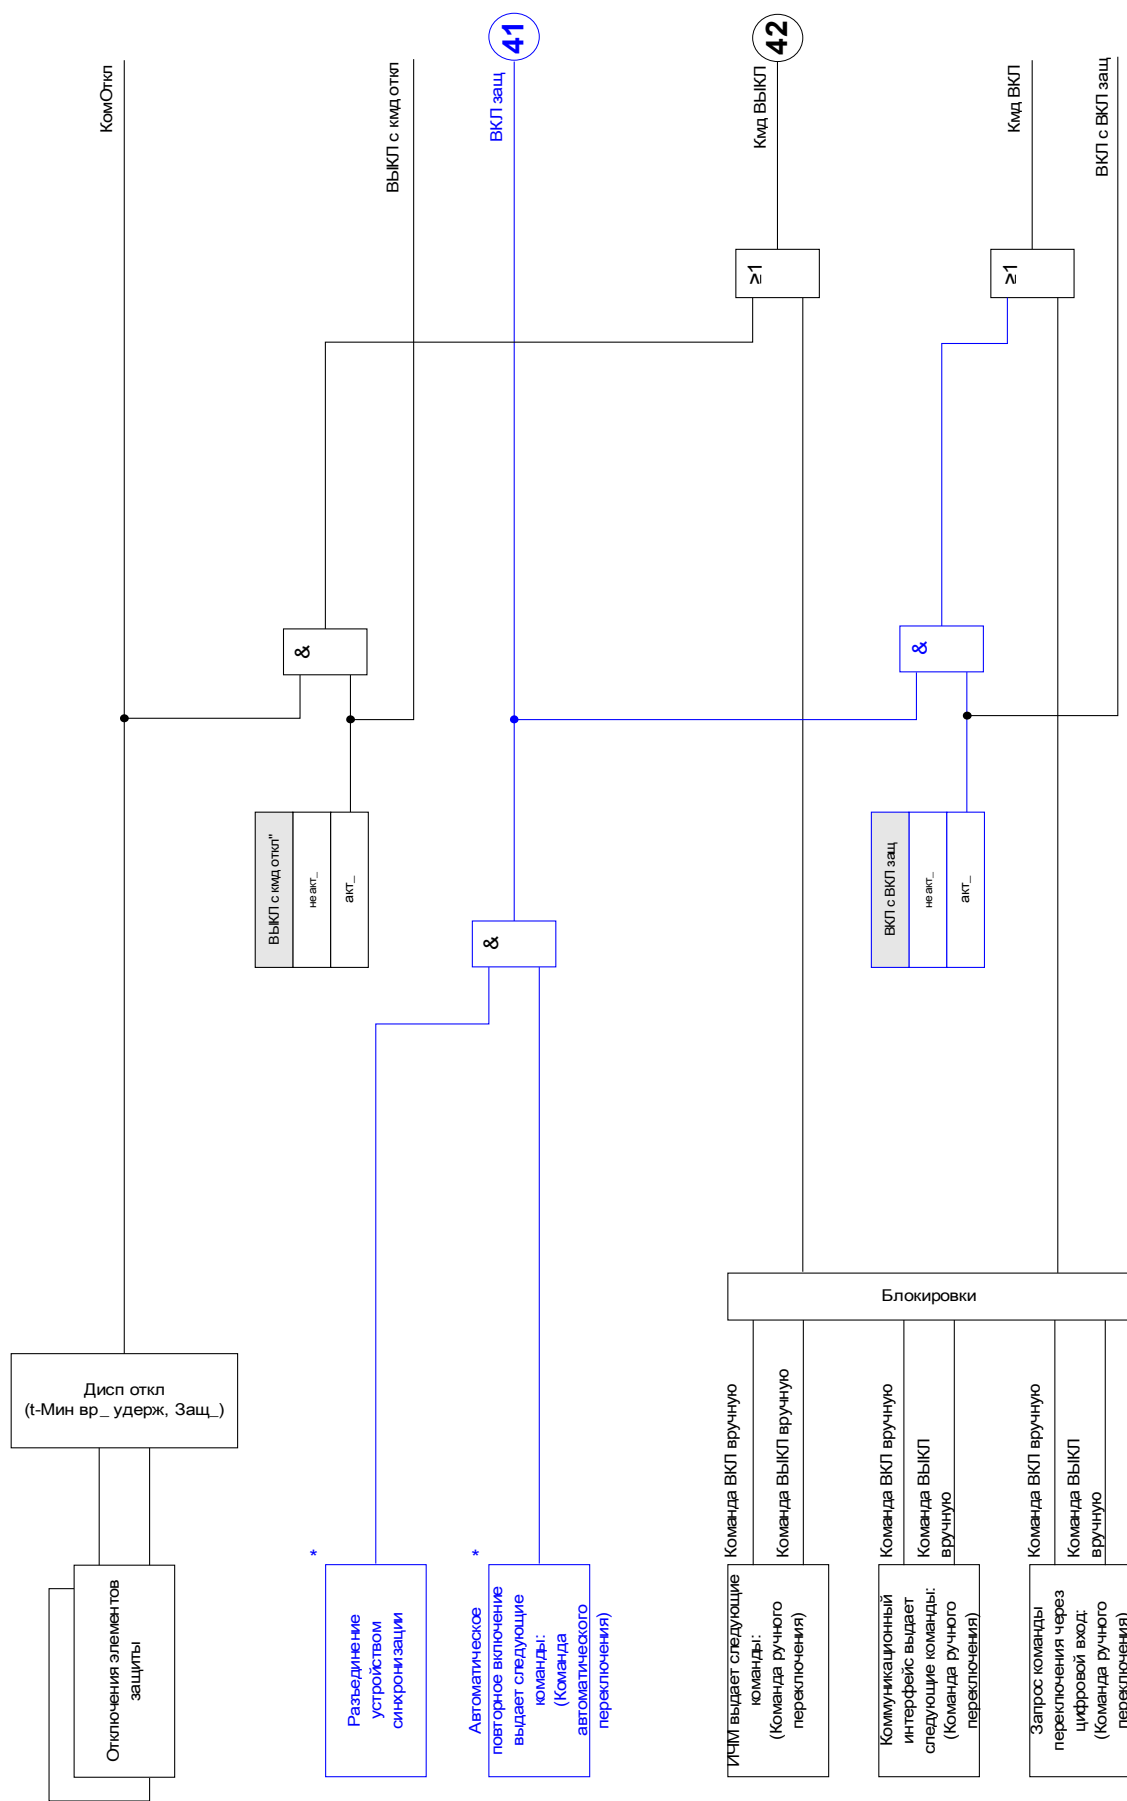 41
42
КомОткл
ВЫКЛ с кмд откл
ВКЛ защ
Кмд ВЫКЛ
Кмд ВКЛ
ВКЛ с ВКЛ защ
≥1
≥1
&
&
ВЫКЛ с кмд откл"
не акт_
акт_
ВКЛ с ВКЛ защ
не акт_
акт_
&
Блокировки
Дисп откл
(t-Мин вр_ удерж, Защ_)
Команда ВКЛ вручную
Команда ВЫКЛ вручную
Команда ВКЛ вручную
Команда ВЫКЛ
вручную
Команда ВКЛ вручную
Команда ВЫКЛ
вручную
*
*
Отключения элементов
защиты
Разъединение
устройством
синхронизации
Автоматическое
повторное включение
выдает следующие
команды:
(Команда
автоматического
переключения)
ИЧМ выдает следующие
команды:
(Команда ручного
переключения)
Коммуникационный
интерфейс выдает
следующие команды:
(Команда ручного
переключения)
Запрос команды
переключения через
цифровой вход:
(Команда ручного
переключения)